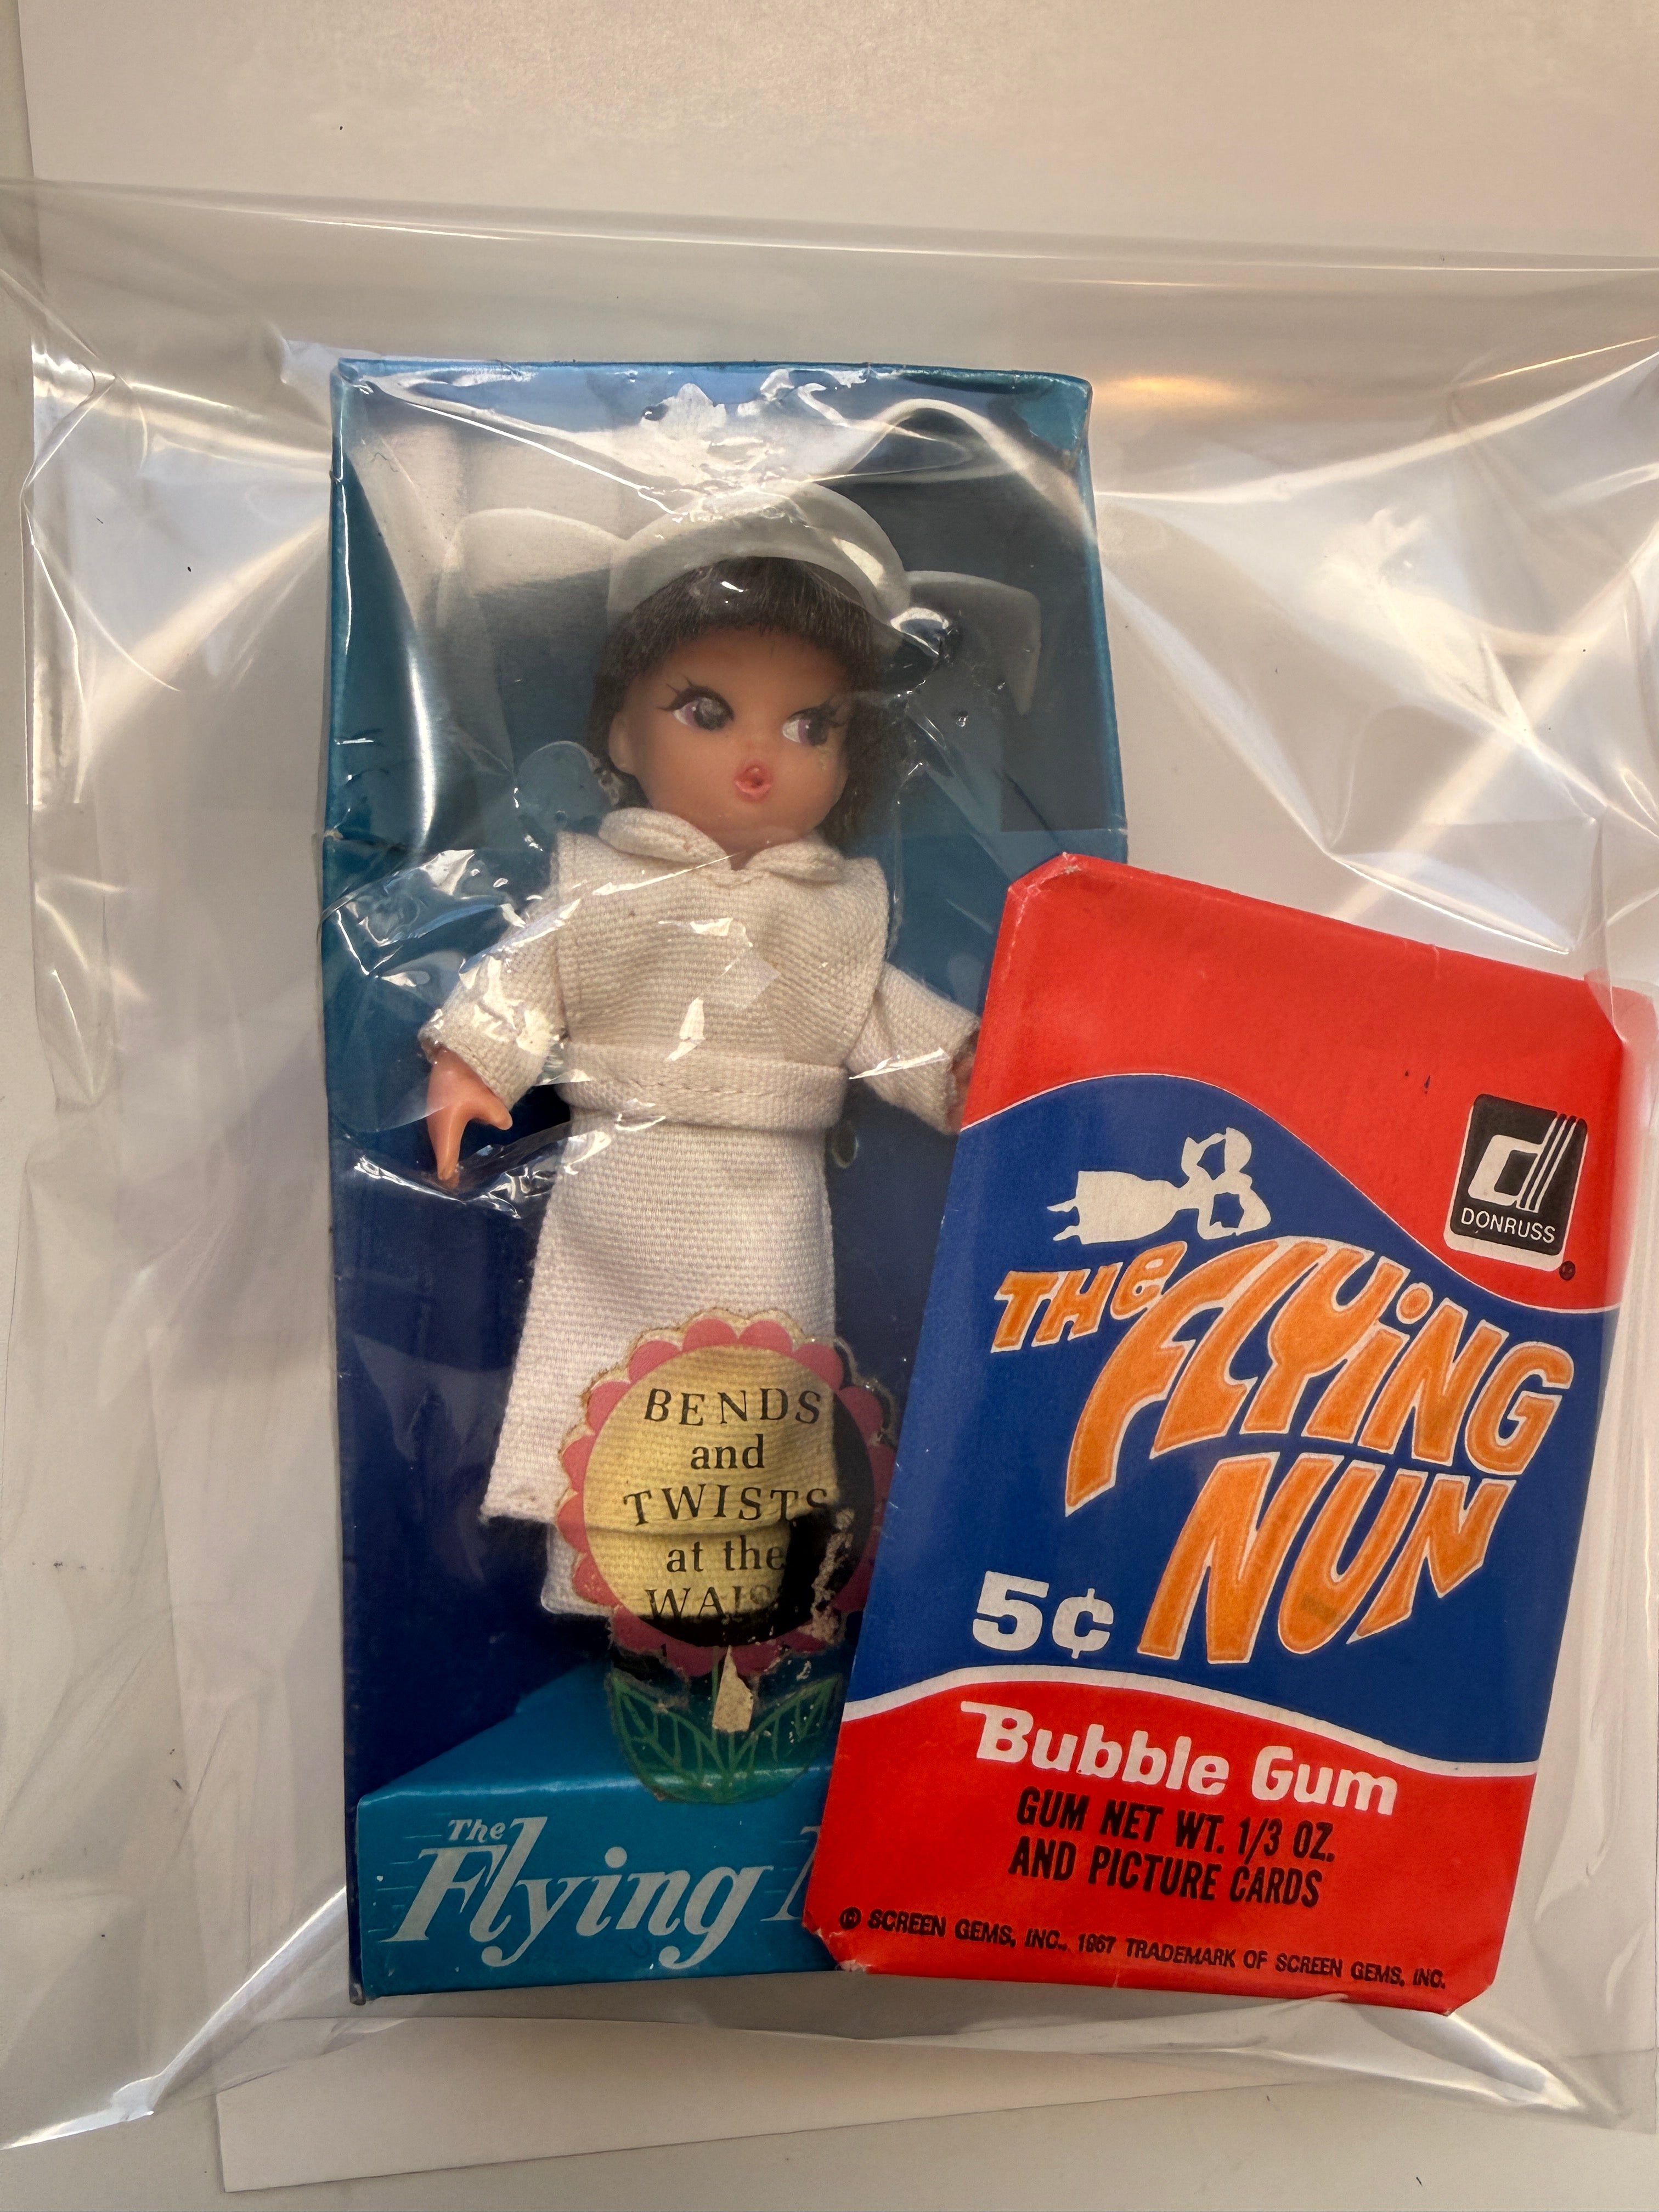 BENDS
and
TWISTS
at the
The
Flying
DONRUSS
THE
FLYING
NUN
5¢
Bubble Gum
GUM NET WT. 1/3 OZ.
AND PICTURE CARDS
© SCREEN GEMS, INC., 1967 TRADEMARK OF SCREEN GEMS, INC.